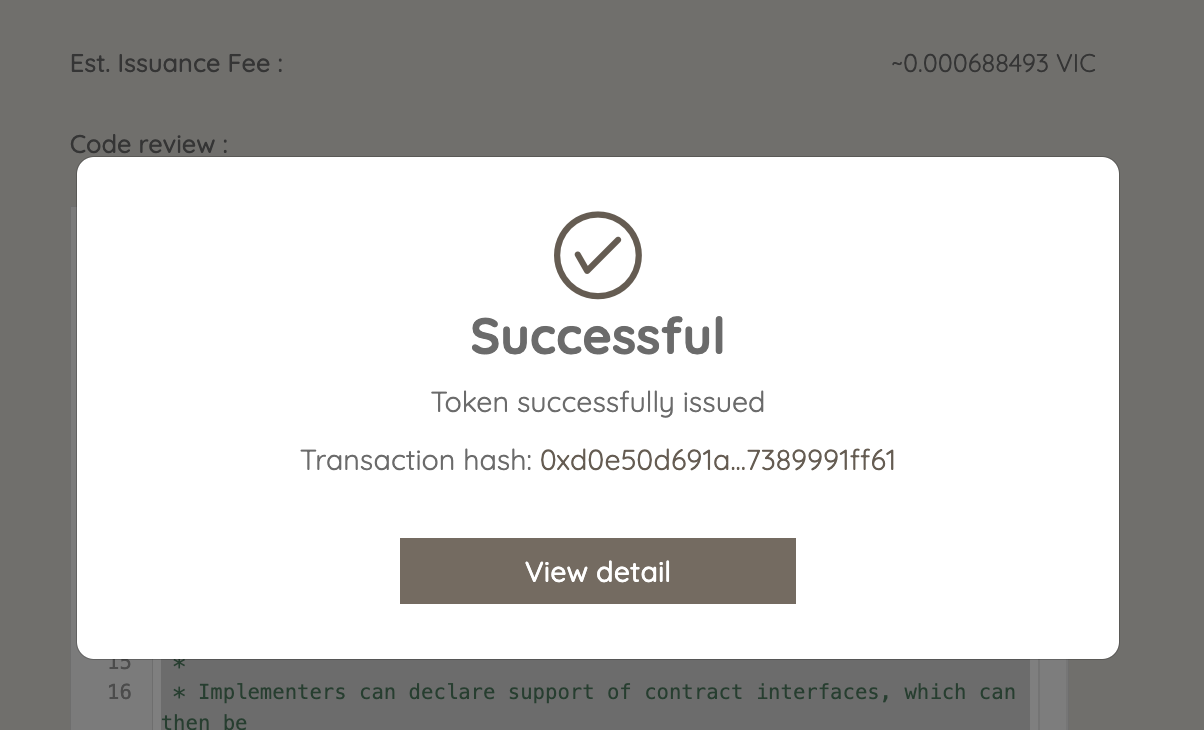 Est. Issuance Fee : ~0.000688493 VIC
Code review :
Successful
Token successfully issued
Transaction hash: 0xd0e50d691a...7389991ff61
View detail
15 *
16 * Implementers can declare support of contract interfaces, which can
then be